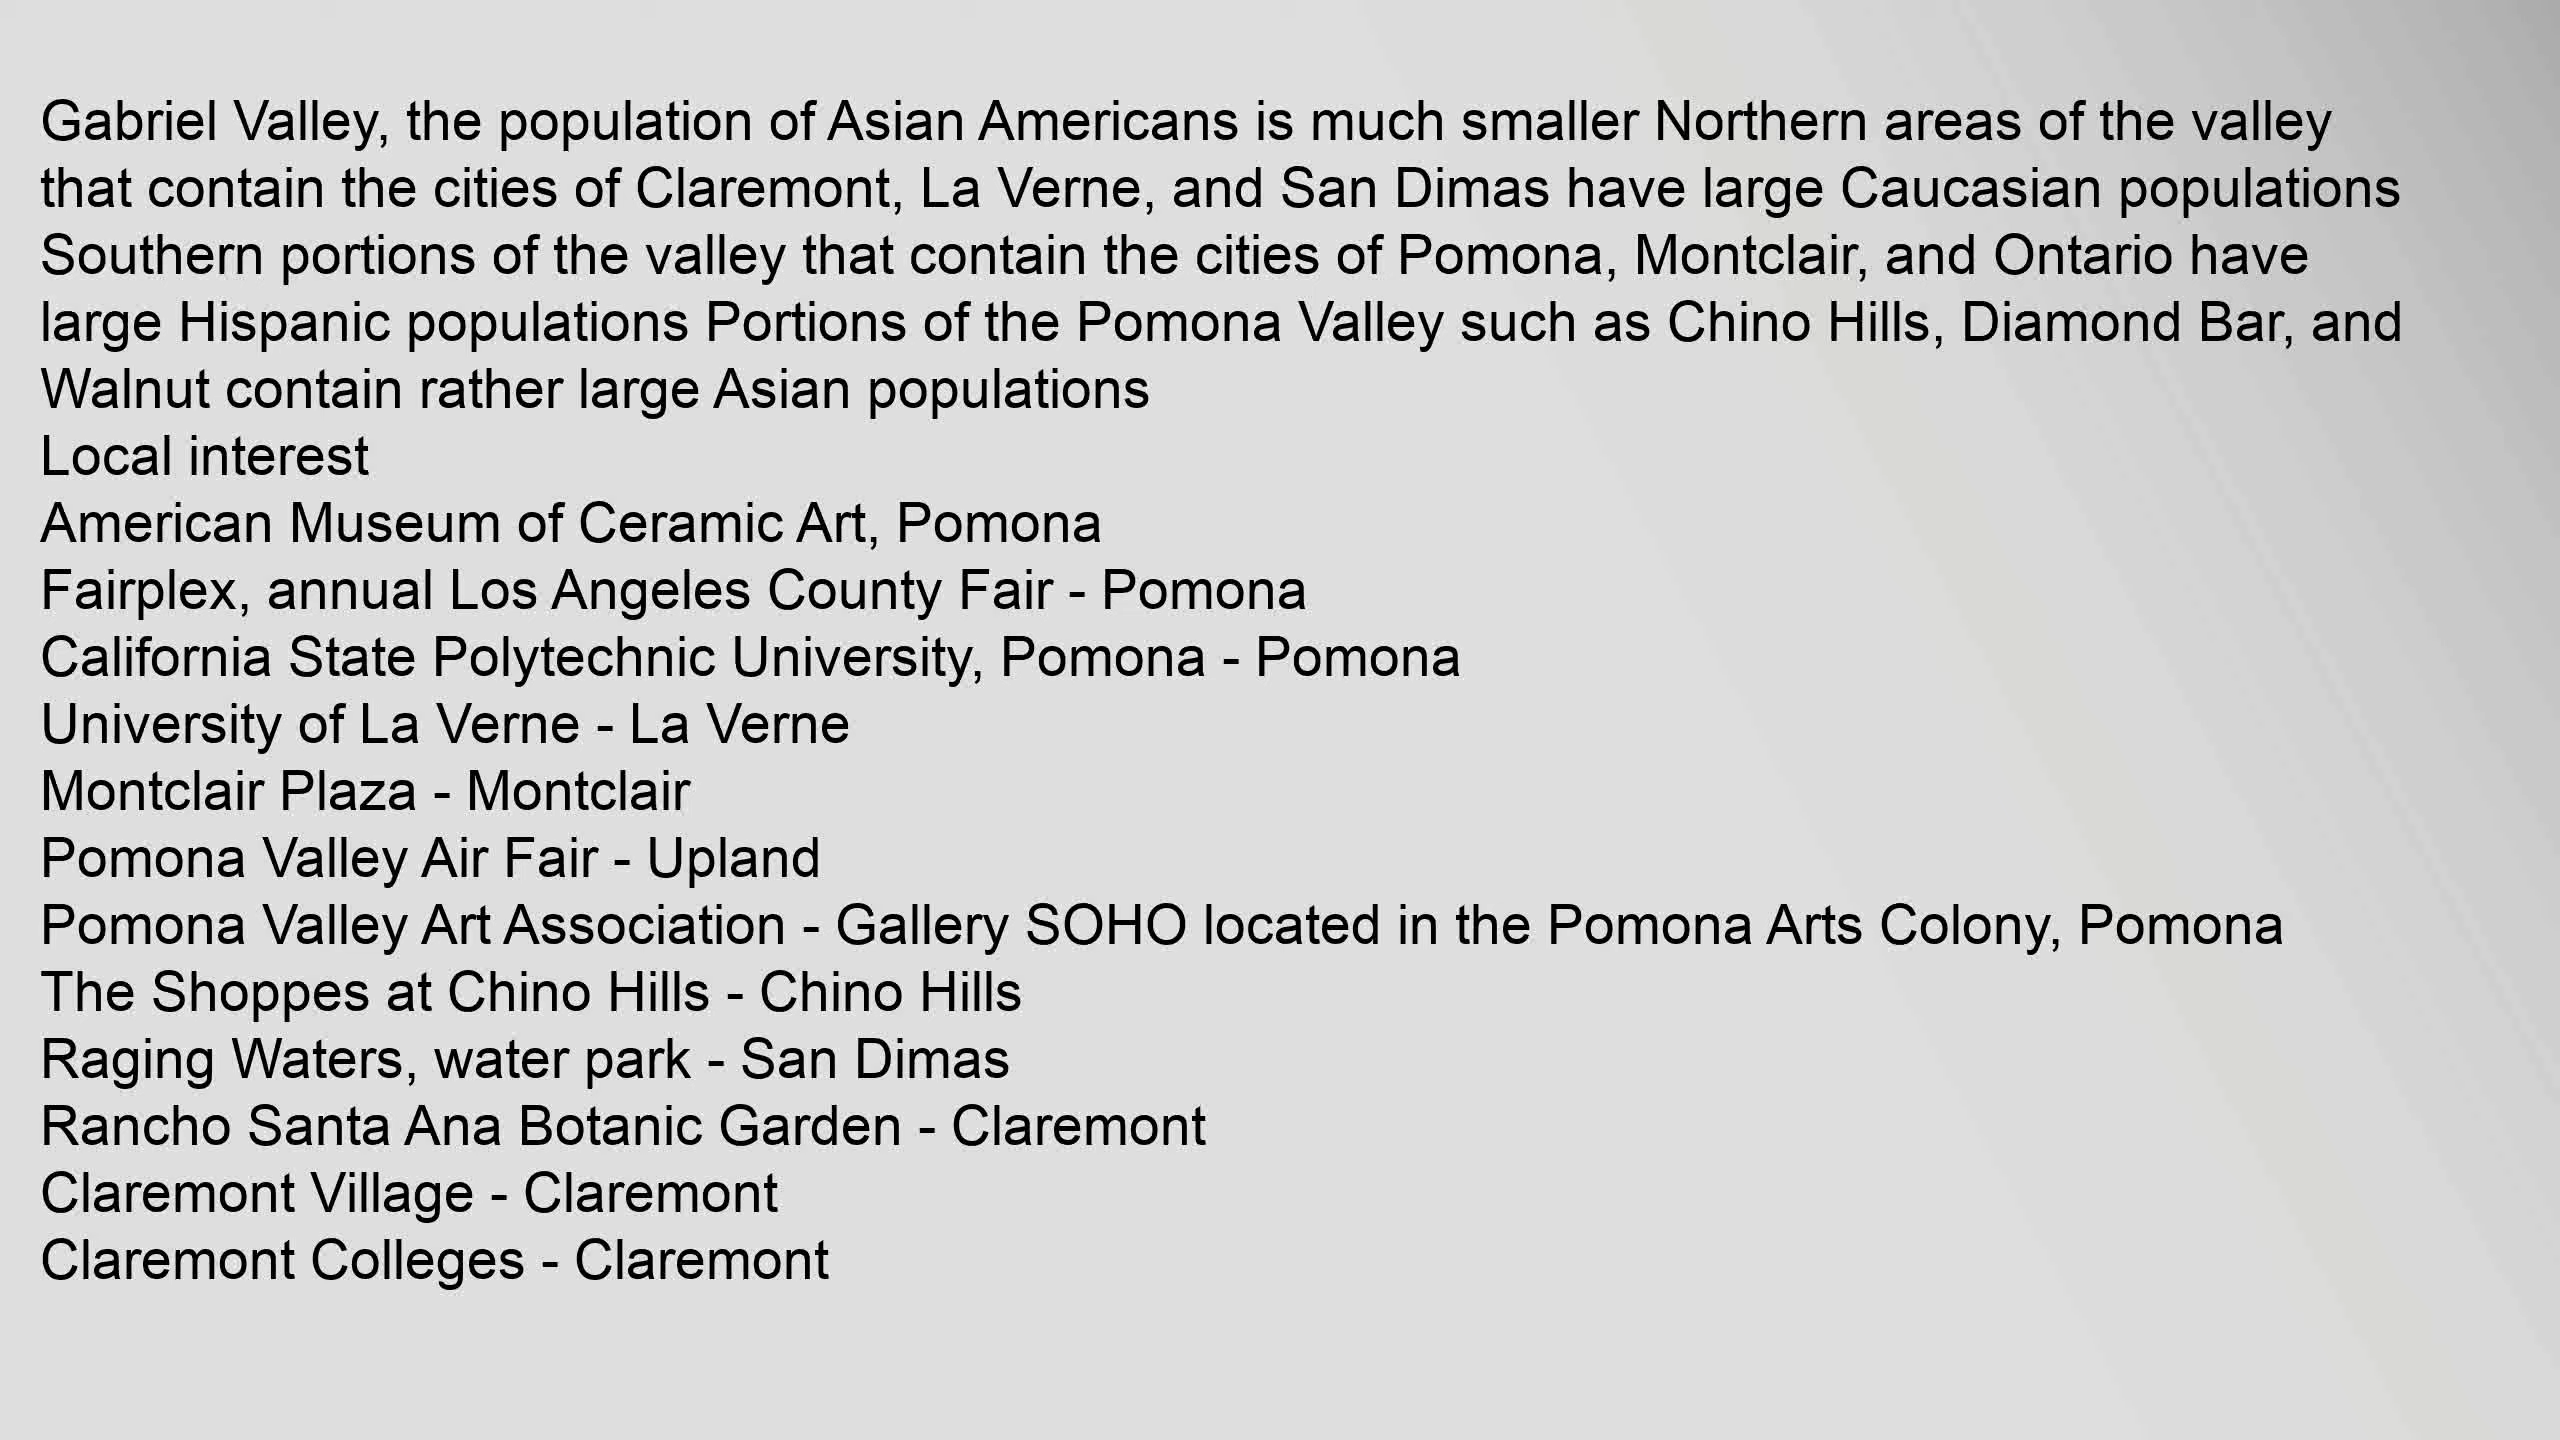 Gabriel Valley, the population of Asian Americans is much smaller Northern areas of the valley
that contain the cities of Claremont, La Verne, and San Dimas have large Caucasian populations
Southern portions of the valley that contain the cities of Pomona, Montclair, and Ontario have
large Hispanic populations Portions of the Pomona Valley such as Chino Hills, Diamond Bar, and
Walnut contain rather large Asian populations
Local interest
American Museum of Ceramic Art, Pomona
Fairplex, annual Los Angeles County Fair - Pomona
California State Polytechnic University, Pomona - Pomona
University of La Verne - La Verne
Montclair Plaza - Montclair
Pomona Valley Air Fair - Upland
Pomona Valley Art Association - Gallery SOHO located in the Pomona Arts Colony, Pomona
The Shoppes at Chino Hills - Chino Hills
Raging Waters, water park - San Dimas
Rancho Santa Ana Botanic Garden - Claremont
Claremont Village - Claremont
Claremont Colleges - Claremont